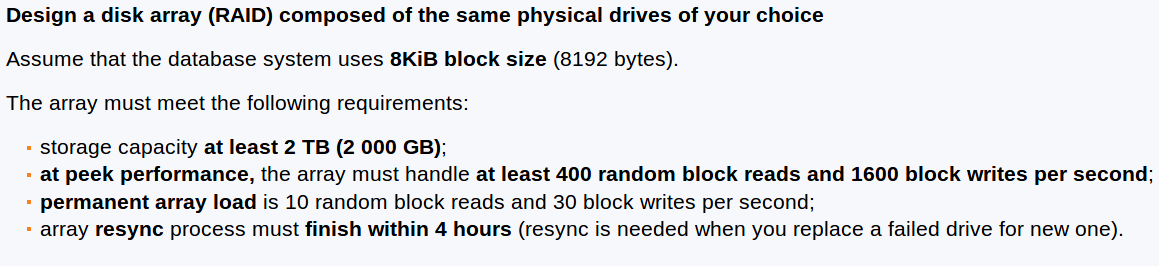 Design a disk array (RAID) composed of the same physical drives of your choice
Assume that the database system uses 8KiB block size (8192 bytes).
The array must meet the following requirements:
storage capacity at least 2 TB (2 000 GB);
at peek performance, the array must handle at least 400 random block reads and 1600 block writes per second;
permanent array load is 10 random block reads and 30 block writes per second;
array resync process must finish within 4 hours (resync is needed when you replace a failed drive for new one).